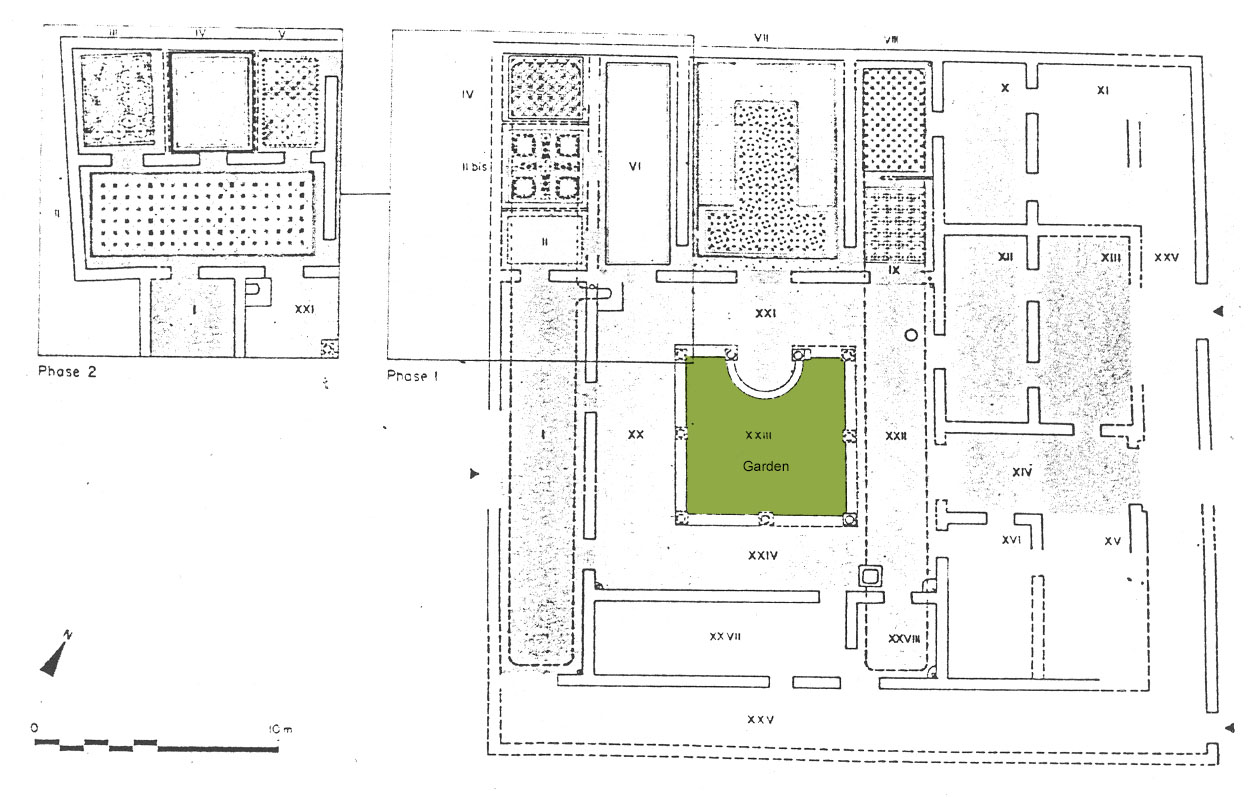 III IV V
II
I
XXI
Phase 2
VII VIII
IV
X
XI
II bis
VI
II
XII
XIII
XXV
IX
XXI
Phase 1
I
XX
XXIII
XXII
Garden
XIV
XVI
XV
XXIV
XXVII
XXVIII
XXV
N
0
10 m